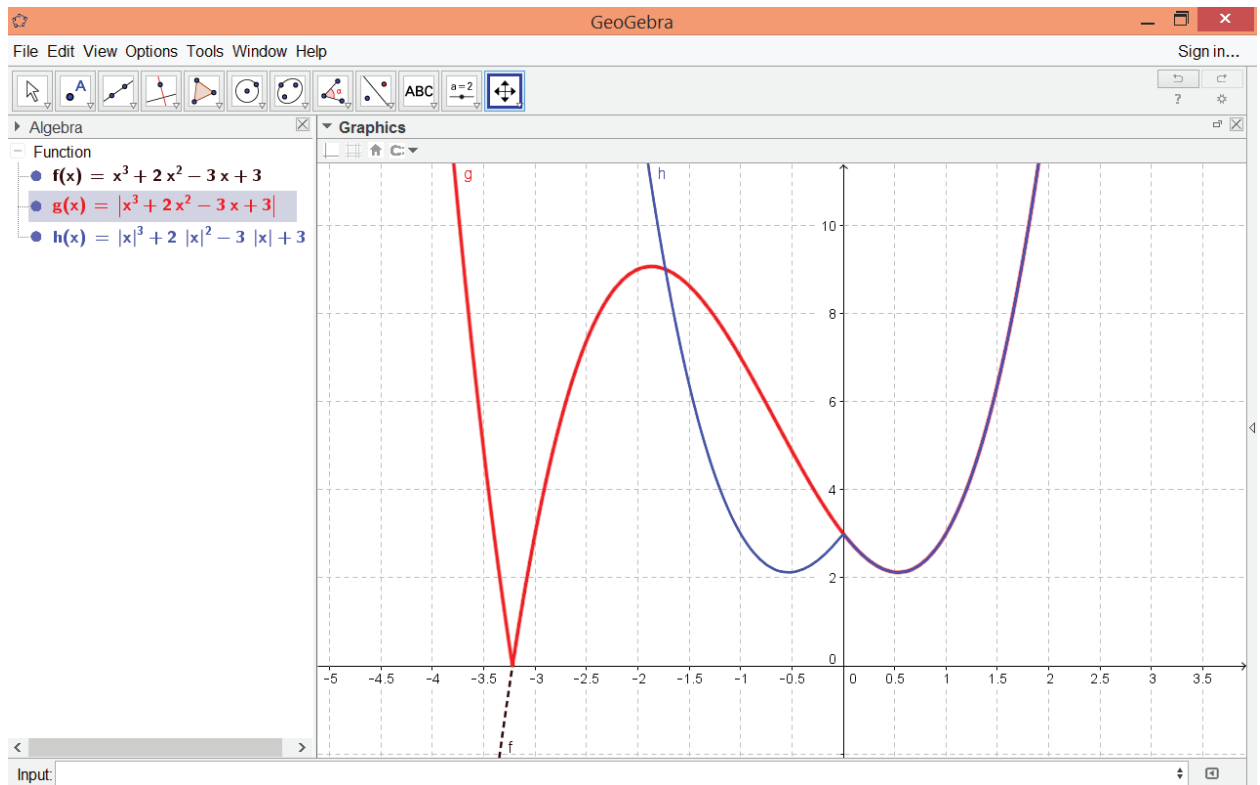 GeoGebra
File Edit View Options Tools Window Help
Sign in...
A
α
ABC
a=2
?
Algebra
Graphics
Function
f(x) = x³ + 2 x² − 3 x + 3
g(x) = |x³ + 2 x² − 3 x + 3|
h(x) = |x|³ + 2 |x|² − 3 |x| + 3
g
h
10
8
6
4
2
0
-5 -4.5 -4 -3.5 -3 -2.5 -2 -1.5 -1 -0.5 0 0.5 1 1.5 2 2.5 3 3.5
f
Input: